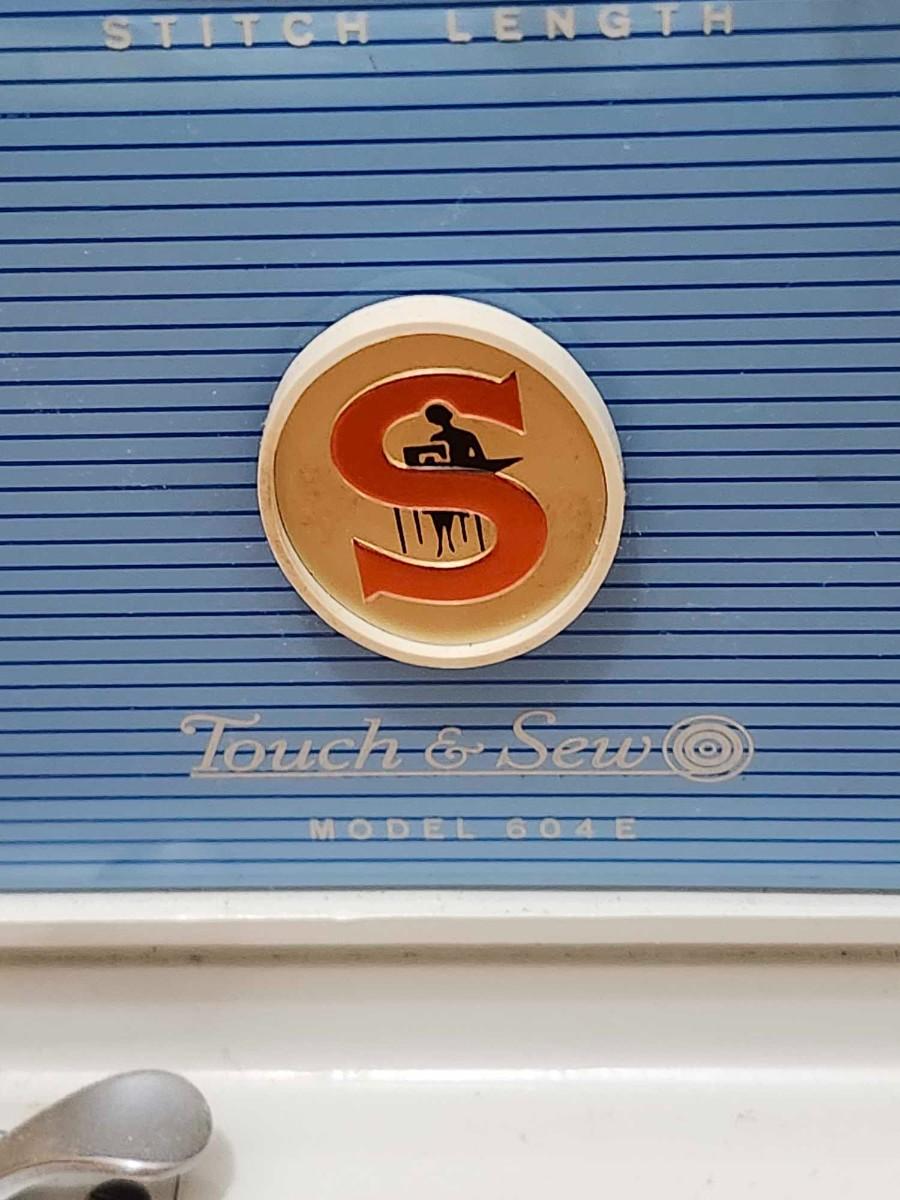 STITCH LENGTH
S
Touch & Sew
MODEL 604E